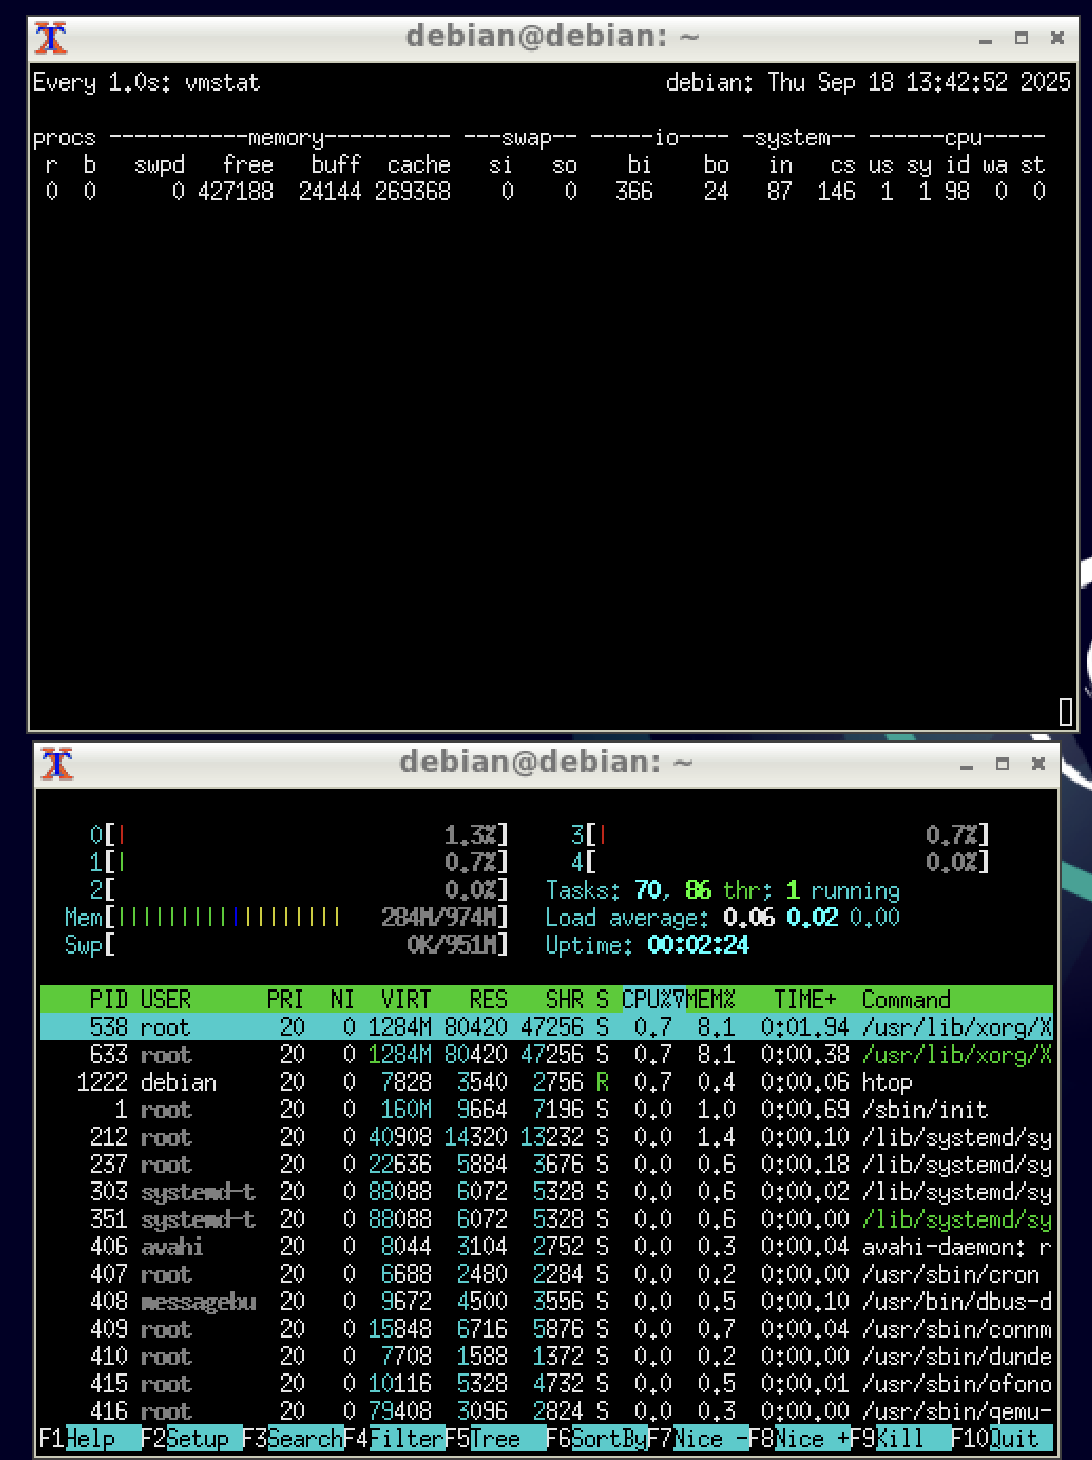 debian@debian: ~
Every 1.0s: vmstat debian: Thu Sep 18 13:42:52 2025
procs -----------memory---------- ---swap-- -----io---- -system-- ------cpu-----
r b swpd free buff cache si so bi bo in cs us sy id wa st
0 0 0 427188 24144 269368 0 0 366 24 87 146 1 1 98 0 0
debian@debian: ~
0[| 1.3%] 3[| 0.7%]
1[| 0.7%] 4[ 0.0%]
2[ 0.0%] Tasks: 70, 86 thr; 1 running
Mem[|||||||||||||||||| 284M/974M] Load average: 0.06 0.02 0.00
Swp[ 0K/951M] Uptime: 00:02:24
PID USER PRI NI VIRT RES SHR S CPU%▽MEM% TIME+ Command
538 root 20 0 1284M 80420 47256 S 0.7 8.1 0:01.94 /usr/lib/xorg/X
633 root 20 0 1284M 80420 47256 S 0.7 8.1 0:00.38 /usr/lib/xorg/X
1222 debian 20 0 7828 3540 2756 R 0.7 0.4 0:00.06 htop
1 root 20 0 160M 9664 7196 S 0.0 1.0 0:00.69 /sbin/init
212 root 20 0 40908 14320 13232 S 0.0 1.4 0:00.10 /lib/systemd/sy
237 root 20 0 22636 5884 3676 S 0.0 0.6 0:00.18 /lib/systemd/sy
303 systemd-t 20 0 88088 6072 5328 S 0.0 0.6 0:00.02 /lib/systemd/sy
351 systemd-t 20 0 88088 6072 5328 S 0.0 0.6 0:00.00 /lib/systemd/sy
406 avahi 20 0 8044 3104 2752 S 0.0 0.3 0:00.04 avahi-daemon: r
407 root 20 0 6688 2480 2284 S 0.0 0.2 0:00.00 /usr/sbin/cron
408 messagebu 20 0 9672 4500 3556 S 0.0 0.5 0:00.10 /usr/bin/dbus-d
409 root 20 0 15848 6716 5876 S 0.0 0.7 0:00.04 /usr/sbin/connm
410 root 20 0 7708 1588 1372 S 0.0 0.2 0:00.00 /usr/sbin/dunde
415 root 20 0 10116 5328 4732 S 0.0 0.5 0:00.01 /usr/sbin/ofono
416 root 20 0 79408 3096 2824 S 0.0 0.3 0:00.00 /usr/sbin/qemu-
F1Help F2Setup F3SearchF4FilterF5Tree F6SortByF7Nice -F8Nice +F9Kill F10Quit